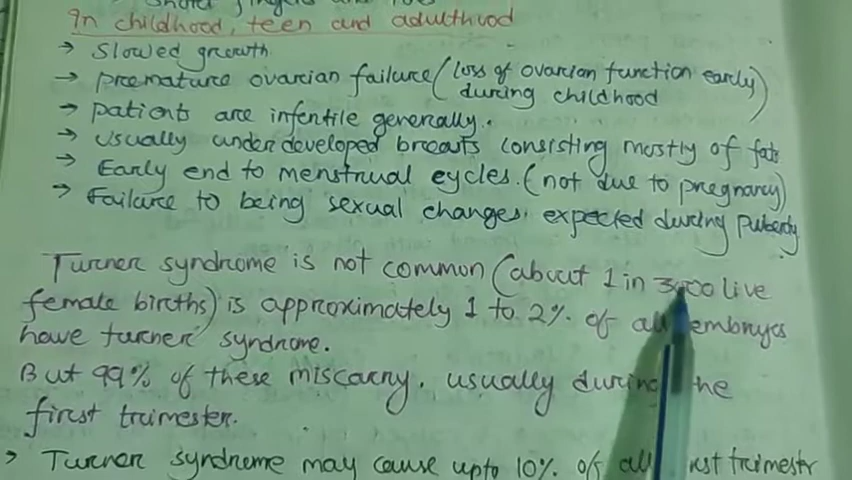 In childhood, teen and adulthood
→ Slowed growth
→ Premature ovarian failure (loss of ovarian function early
during childhood)
→ Patients are infentile generally.
→ Usually underdeveloped breasts consisting mostly of fats
→ Early end to menstrual cycles. (not due to pregnancy)
→ Failure to being sexual changes, expected during puberty
Turner syndrome is not common (about 1 in 3000 live
female births) is approximately 1 to 2% of all embryos
have turner syndrome.
But 99% of these miscarry. usually during the
first trimester.
→ Turner syndrome may cause upto 10% of all first trimestr